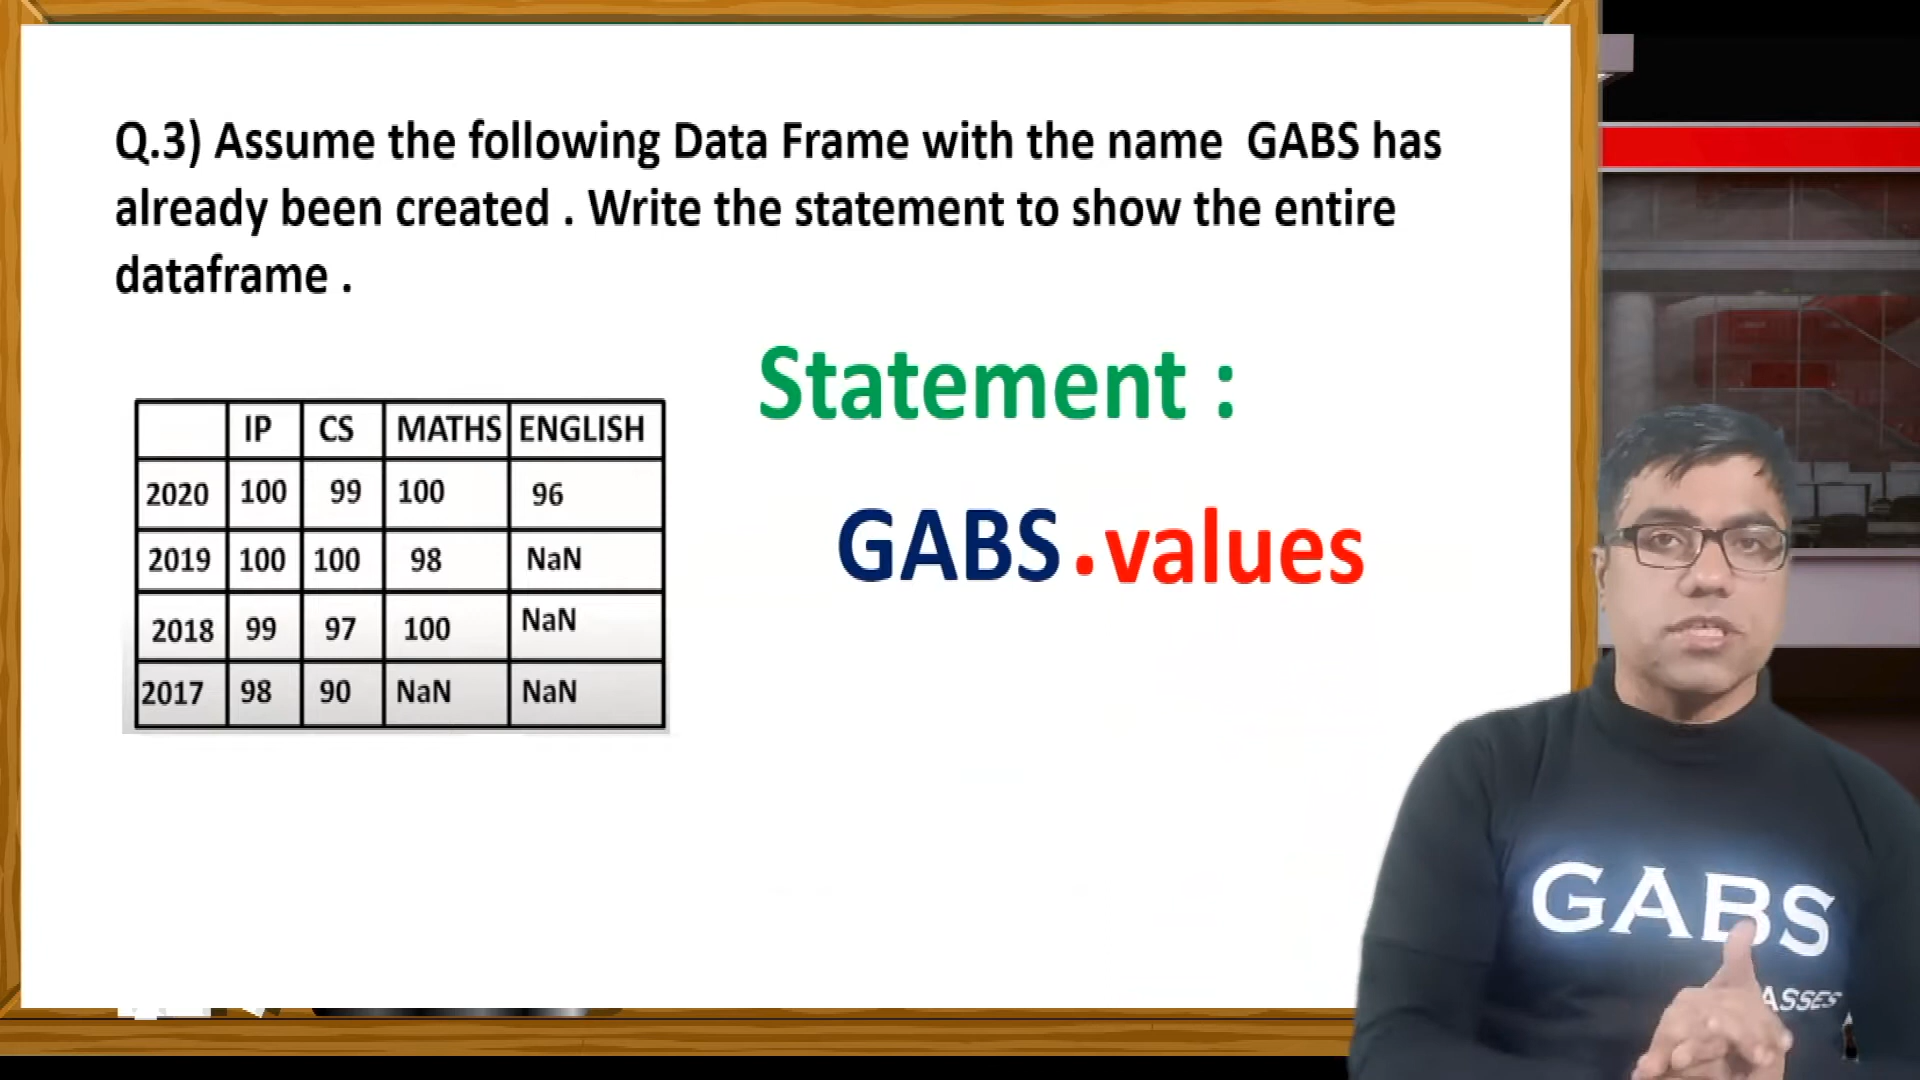 Q.3) Assume the following Data Frame with the name GABS has
already been created . Write the statement to show the entire
dataframe .
Statement :
GABS .values
IP CS MATHS ENGLISH
2020 100 99 100 96
2019 100 100 98 NaN
2018 99 97 100 NaN
2017 98 90 NaN NaN
GABS